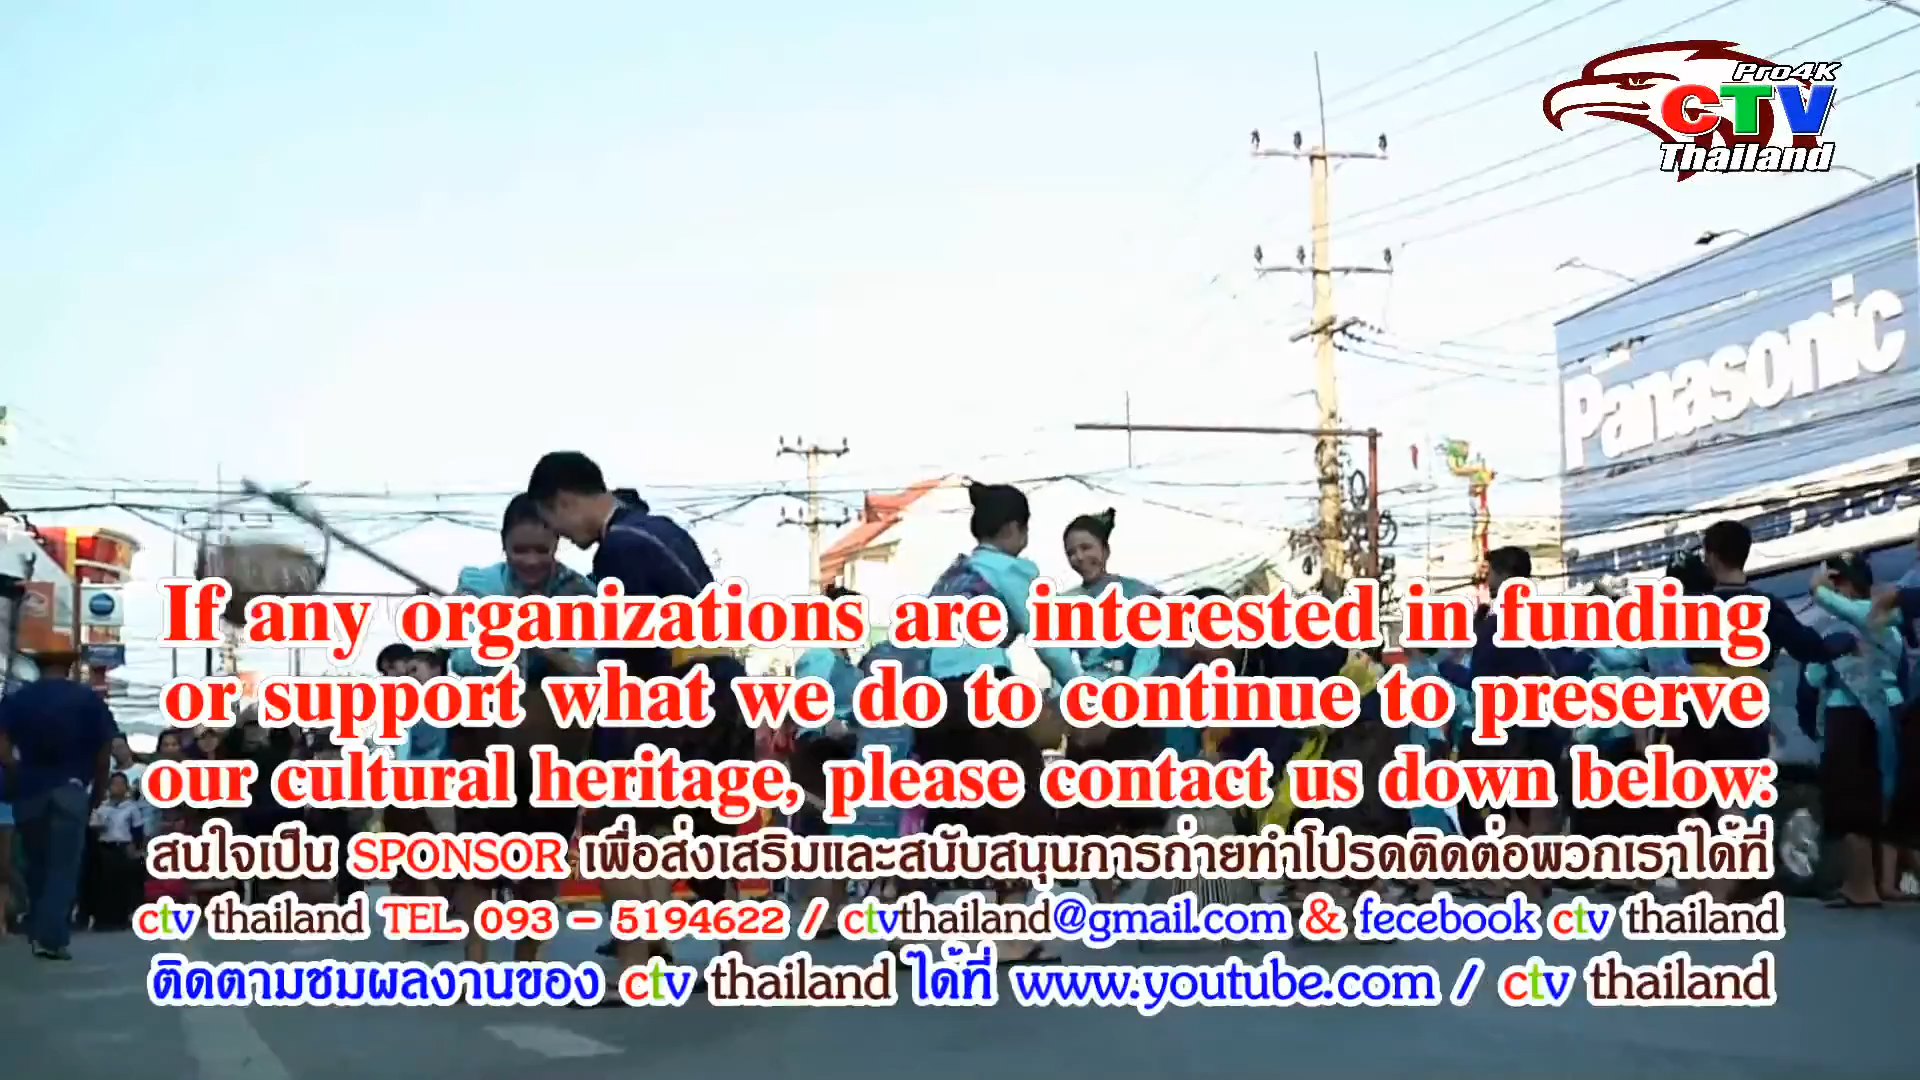 Pro4K
CTV
Thailand
Panasonic
If any organizations are interested in funding
or support what we do to continue to preserve
our cultural heritage, please contact us down below:
สนใจเป็น SPONSOR เพื่อส่งเสริมและสนับสนุนการถ่ายทำโปรดติดต่อพวกเราได้ที่
ctv thailand TEL. 093 - 5194622 / ctvthailand@gmail.com & fecebook ctv thailand
ติดตามชมผลงานของ ctv thailand ได้ที่ www.youtube.com / ctv thailand